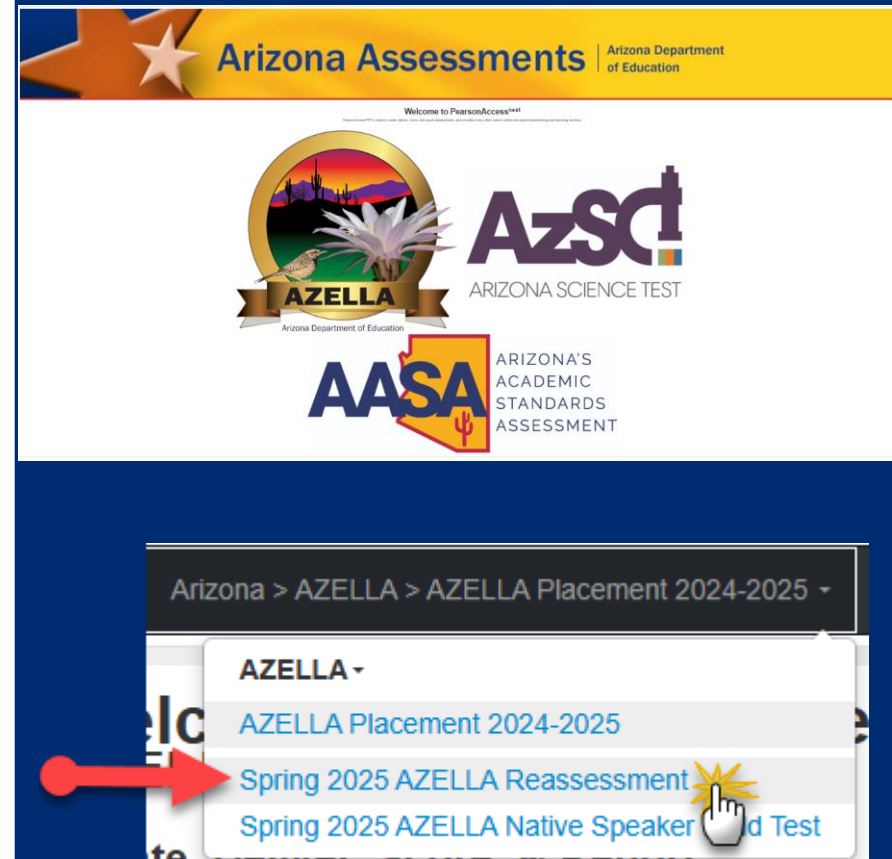 Arizona Assessments
Arizona Department
of Education
Welcome to PearsonAccessnext
AZELLA
Arizona Department of Education
AzSCI
ARIZONA SCIENCE TEST
AASA
ARIZONA'S
ACADEMIC
STANDARDS
ASSESSMENT
Arizona > AZELLA > AZELLA Placement 2024-2025
AZELLA
AZELLA Placement 2024-2025
Spring 2025 AZELLA Reassessment
Spring 2025 AZELLA Native Speaker Test